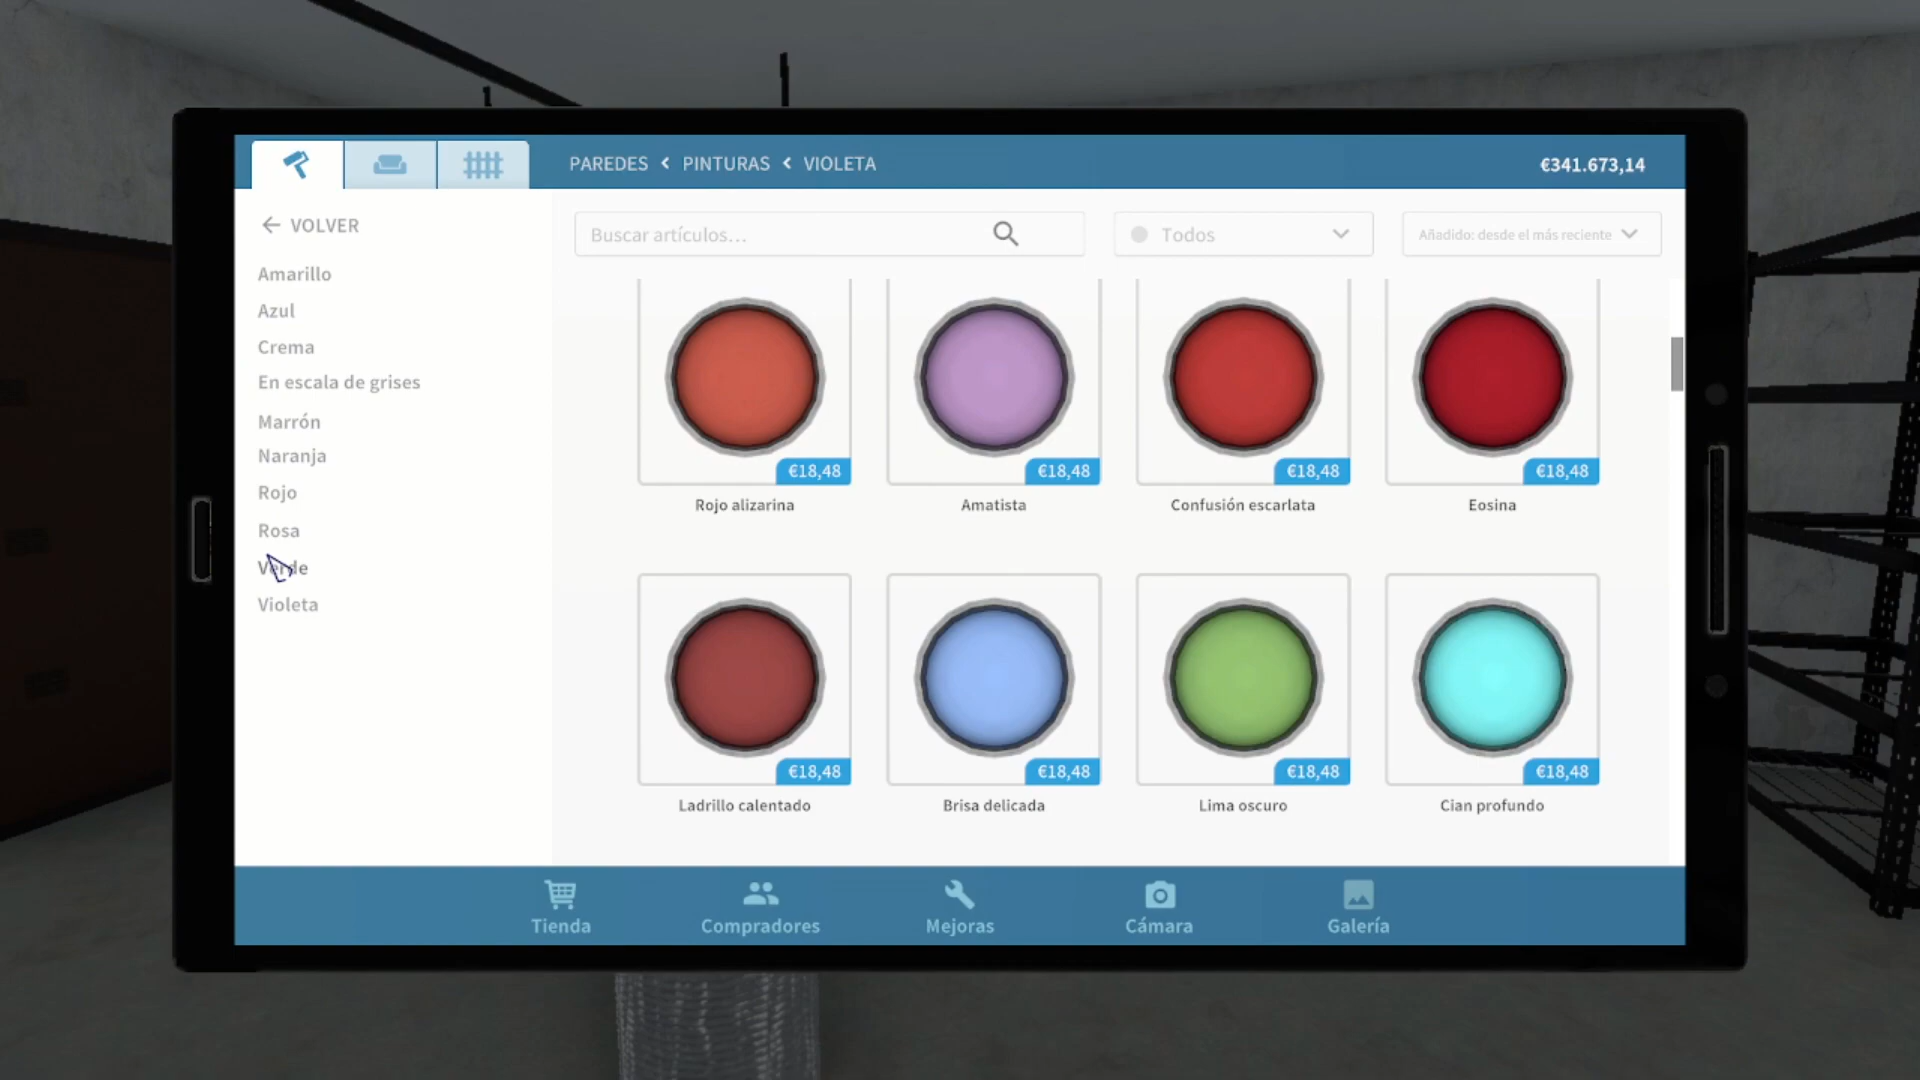 PAREDES < PINTURAS < VIOLETA
€341.673,14
VOLVER
Amarillo
Azul
Crema
En escala de grises
Marrón
Naranja
Rojo
Rosa
Verde
Violeta
Buscar artículos...
Todos
Añadido: desde el más reciente
€18,48 €18,48 €18,48 €18,48
Rojo alizarina Amatista Confusión escarlata Eosina
€18,48 €18,48 €18,48 €18,48
Ladrillo calentado Brisa delicada Lima oscuro Cian profundo
Tienda Compradores Mejoras Cámara Galería